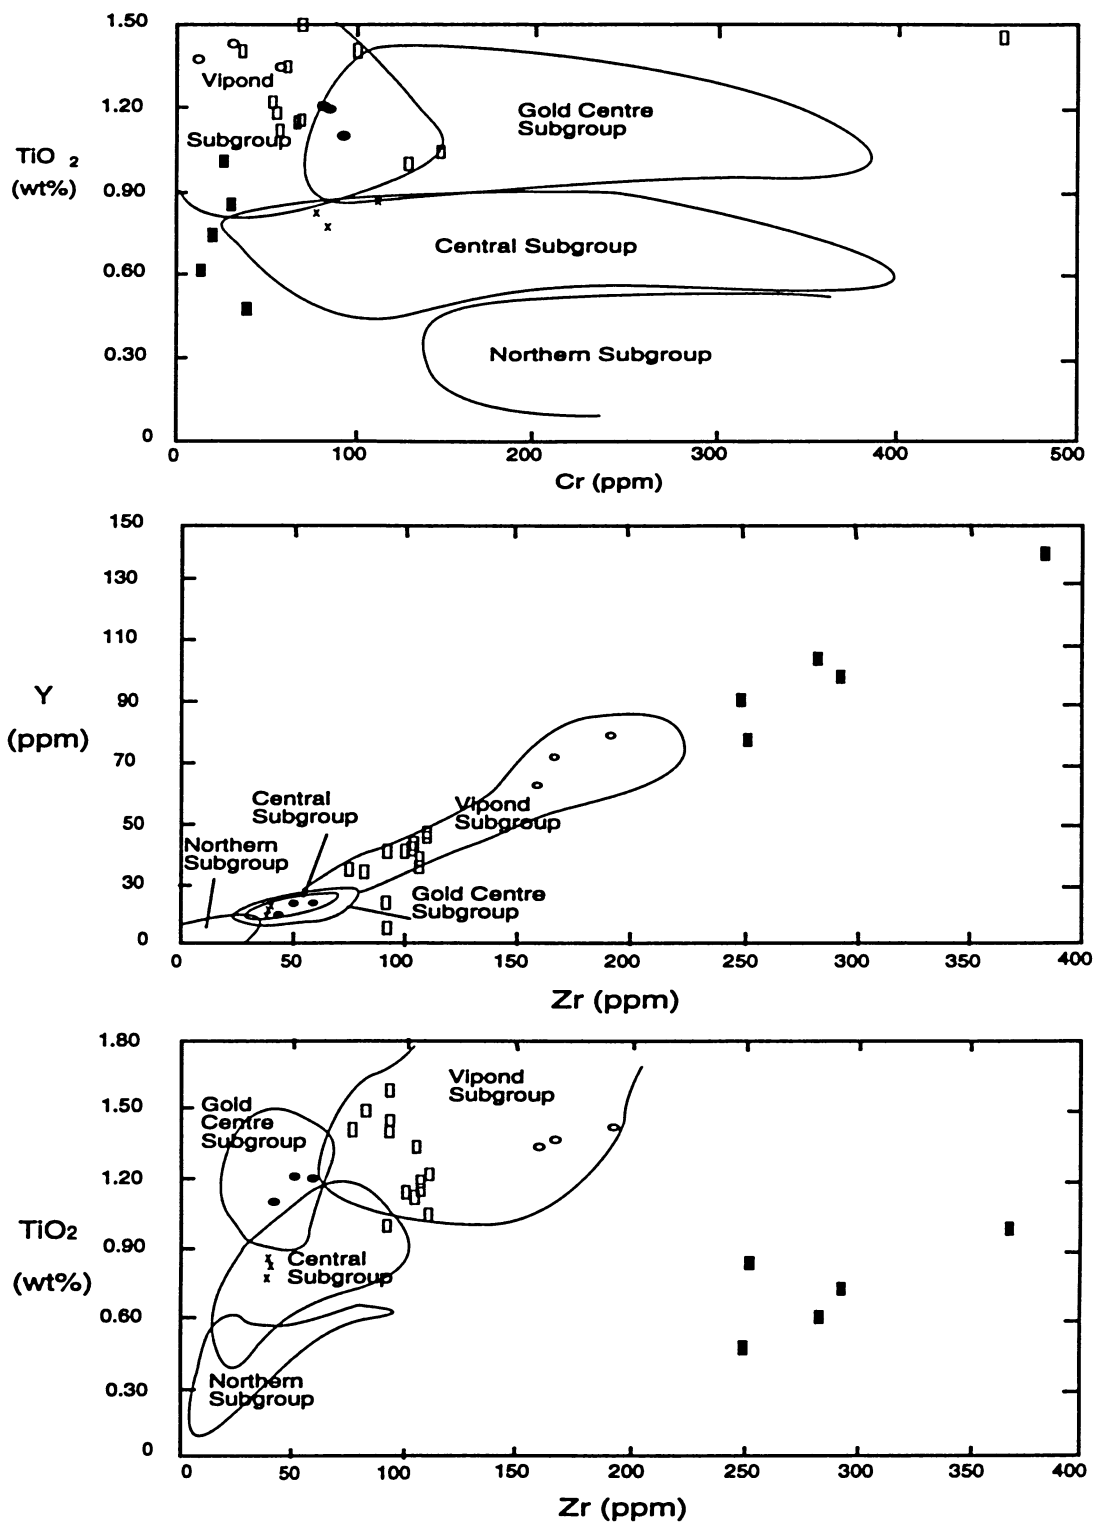 1.50
1.20
0.90
0.60
0.30
0
TiO 2
(wt%)
Vipond
Subgroup
Gold Centre
Subgroup
Central Subgroup
Northern Subgroup
0 100 200 300 400 500
Cr (ppm)
150
130
110
90
70
50
30
0
Y
(ppm)
Central
Subgroup
Northern
Subgroup
Vipond
Subgroup
Gold Centre
Subgroup
0 50 100 150 200 250 300 350 400
Zr (ppm)
1.80
1.50
1.20
0.90
0.60
0.30
0
TiO2
(wt%)
Gold
Centre
Subgroup
Vipond
Subgroup
Central
Subgroup
Northern
Subgroup
0 50 100 150 200 250 300 350 400
Zr (ppm)